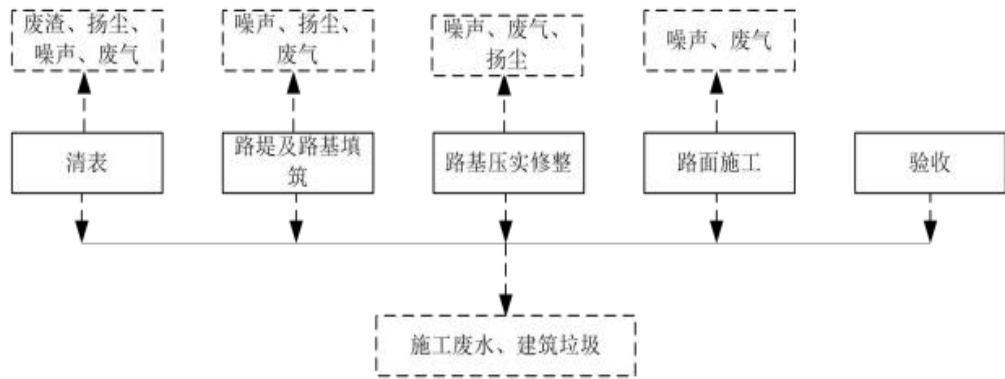 废渣、扬尘、
噪声、废气
噪声、扬尘、
废气
噪声、废气、
扬尘
噪声、废气
清表
路堤及路基填
筑
路基压实修整
路面施工
验收
施工废水、建筑垃圾